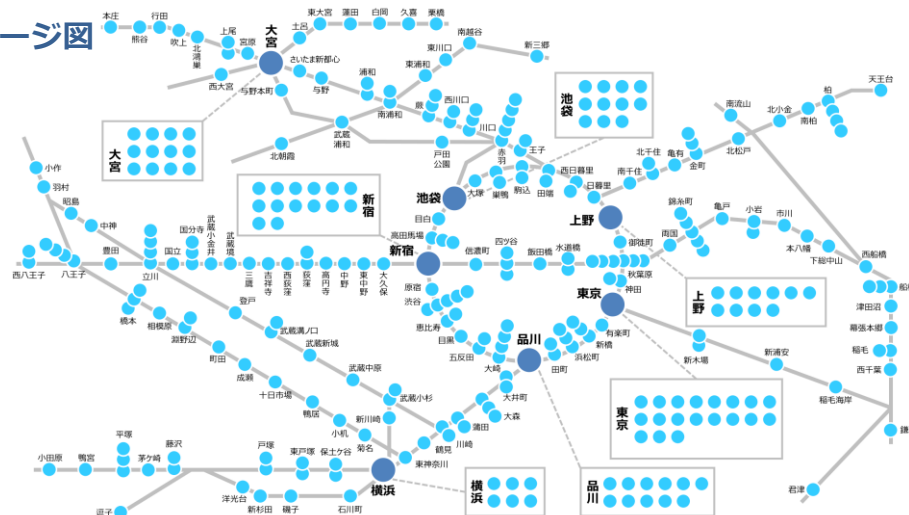 ージ図
本庄
熊谷
行田
吹上
北鴻巣
上尾
宮原
大宮
土呂
東大宮
蓮田
白岡
久喜
栗橋
南越谷
新三郷
東川口
東浦和
さいたま新都心
与野
西大宮
与野本町
浦和
南浦和
蕨
西川口
川口
武蔵浦和
北朝霞
戸田公園
赤羽
王子
池袋
大宮
新宿
池袋
大塚
巣鴨
駒込
田端
西日暮里
日暮里
南千住
北千住
亀有
金町
北松戸
北小金
南柏
柏
天王台
南流山
小作
羽村
昭島
中神
西八王子
八王子
豊田
立川
国立
国分寺
武蔵小金井
武蔵境
三鷹
吉祥寺
西荻窪
荻窪
高円寺
中野
東中野
大久保
新宿
目白
高田馬場
信濃町
四ツ谷
飯田橋
水道橋
上野
御徒町
秋葉原
神田
東京
両国
錦糸町
亀戸
小岩
市川
本八幡
下総中山
西船橋
船
津田沼
幕張本郷
稲毛
西千葉
鎌
原宿
渋谷
恵比寿
目黒
五反田
大崎
品川
田町
浜松町
新橋
有楽町
上野
東京
新木場
新浦安
稲毛海岸
君津
橋本
相模原
淵野辺
町田
成瀬
十日市場
鴨居
小机
菊名
登戸
武蔵溝ノ口
武蔵新城
武蔵中原
武蔵小杉
新川崎
大井町
大森
蒲田
川崎
鶴見
東神奈川
横浜
横浜
品川
小田原
鴨宮
平塚
茅ケ崎
藤沢
戸塚
東戸塚
保土ケ谷
逗子
洋光台
新杉田
磯子
石川町